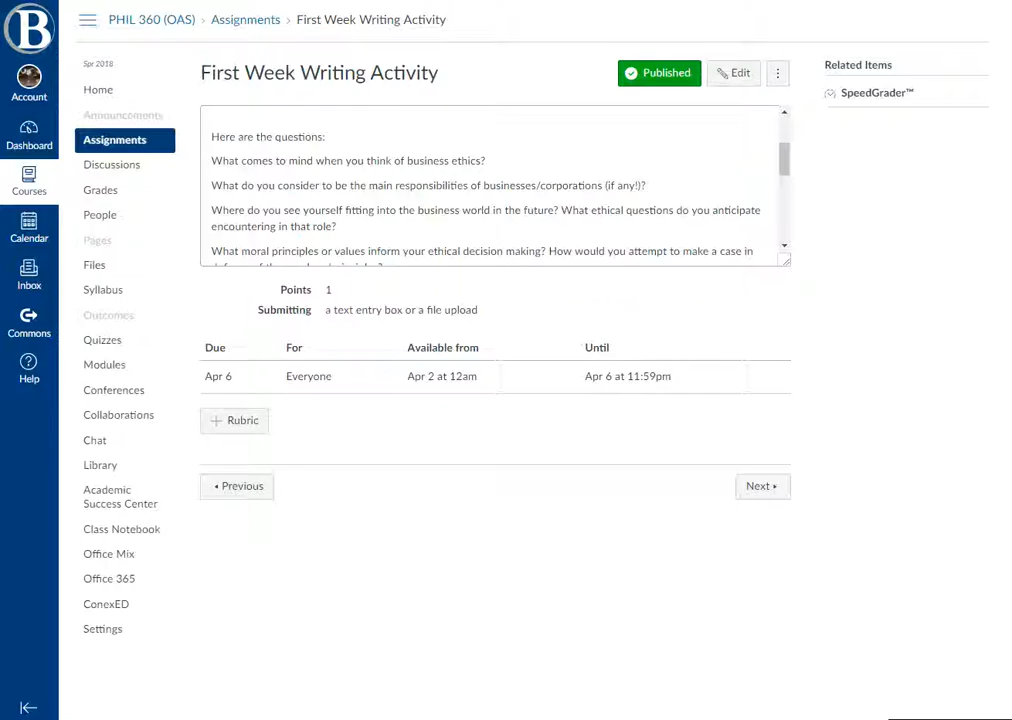 B
PHIL 360 (OAS) › Assignments › First Week Writing Activity
Account
Dashboard
Courses
Calendar
Inbox
Commons
Help
Spr 2018
Home
Announcements
Assignments
Discussions
Grades
People
Pages
Files
Syllabus
Outcomes
Quizzes
Modules
Conferences
Collaborations
Chat
Library
Academic
Success Center
Class Notebook
Office Mix
Office 365
ConexED
Settings
First Week Writing Activity
Published
Edit
Here are the questions:
What comes to mind when you think of business ethics?
What do you consider to be the main responsibilities of businesses/corporations (if any!)?
Where do you see yourself fitting into the business world in the future? What ethical questions do you anticipate
encountering in that role?
What moral principles or values inform your ethical decision making? How would you attempt to make a case in
Points 1
Submitting a text entry box or a file upload
Due For Available from Until
Apr 6 Everyone Apr 2 at 12am Apr 6 at 11:59pm
+ Rubric
◂ Previous
Next ▸
Related Items
SpeedGrader™